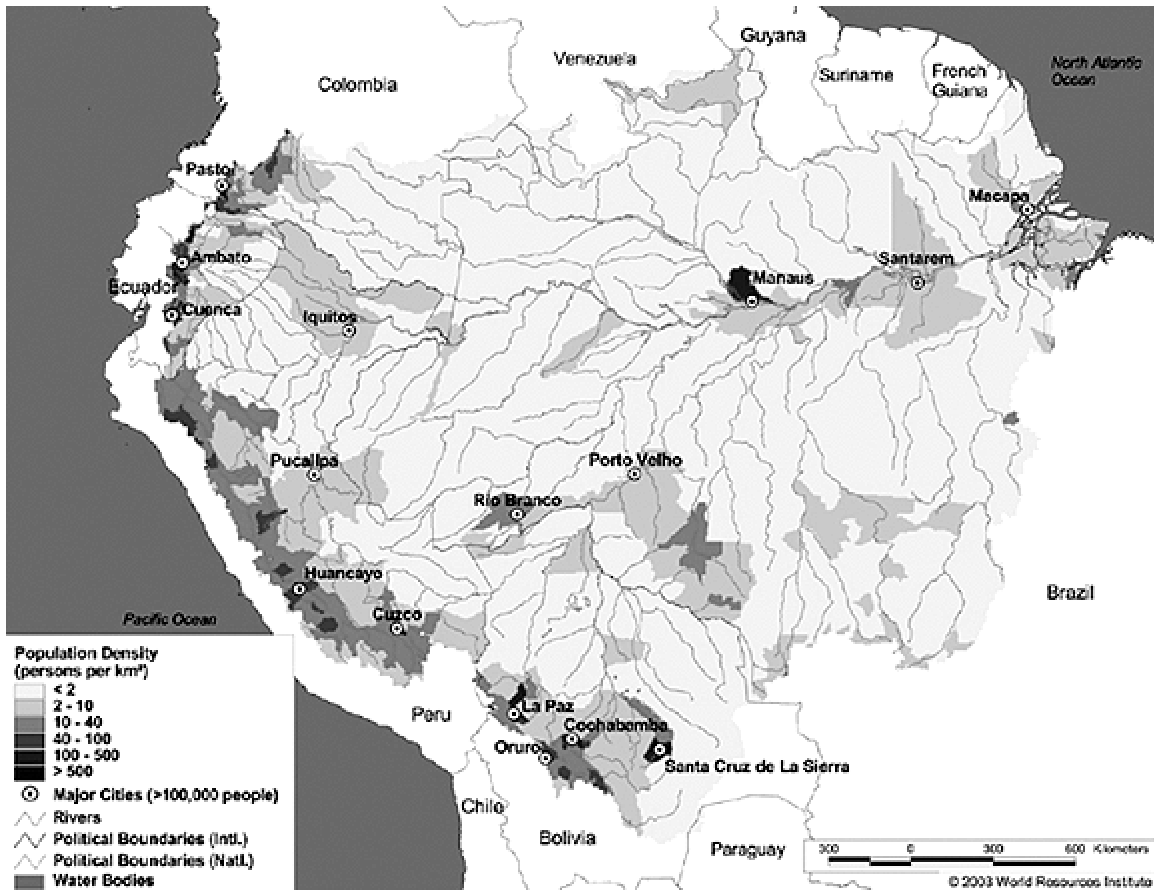 Guyana
Venezuela
North Atlantic
Ocean
Colombia
Suriname
French
Guiana
Pasto
Macapa
Ambato
Santarem
Manaus
Ecuador
Cuenca
Iquitos
Pucallpa
Porto Velho
Rio Branco
Huancayo
Brazil
Cuzco
Pacific Ocean
Population Density
(persons per km²)
< 2
2 - 10
10 - 40
40 - 100
100 - 500
> 500
Major Cities (>100,000 people)
Rivers
Political Boundaries (Intl.)
Political Boundaries (Natl.)
Water Bodies
Peru
La Paz
Cochabamba
Oruro
Santa Cruz de La Sierra
Chile
Bolivia
Paraguay
300 0 300 600 Kilometers
© 2003 World Resources Institute